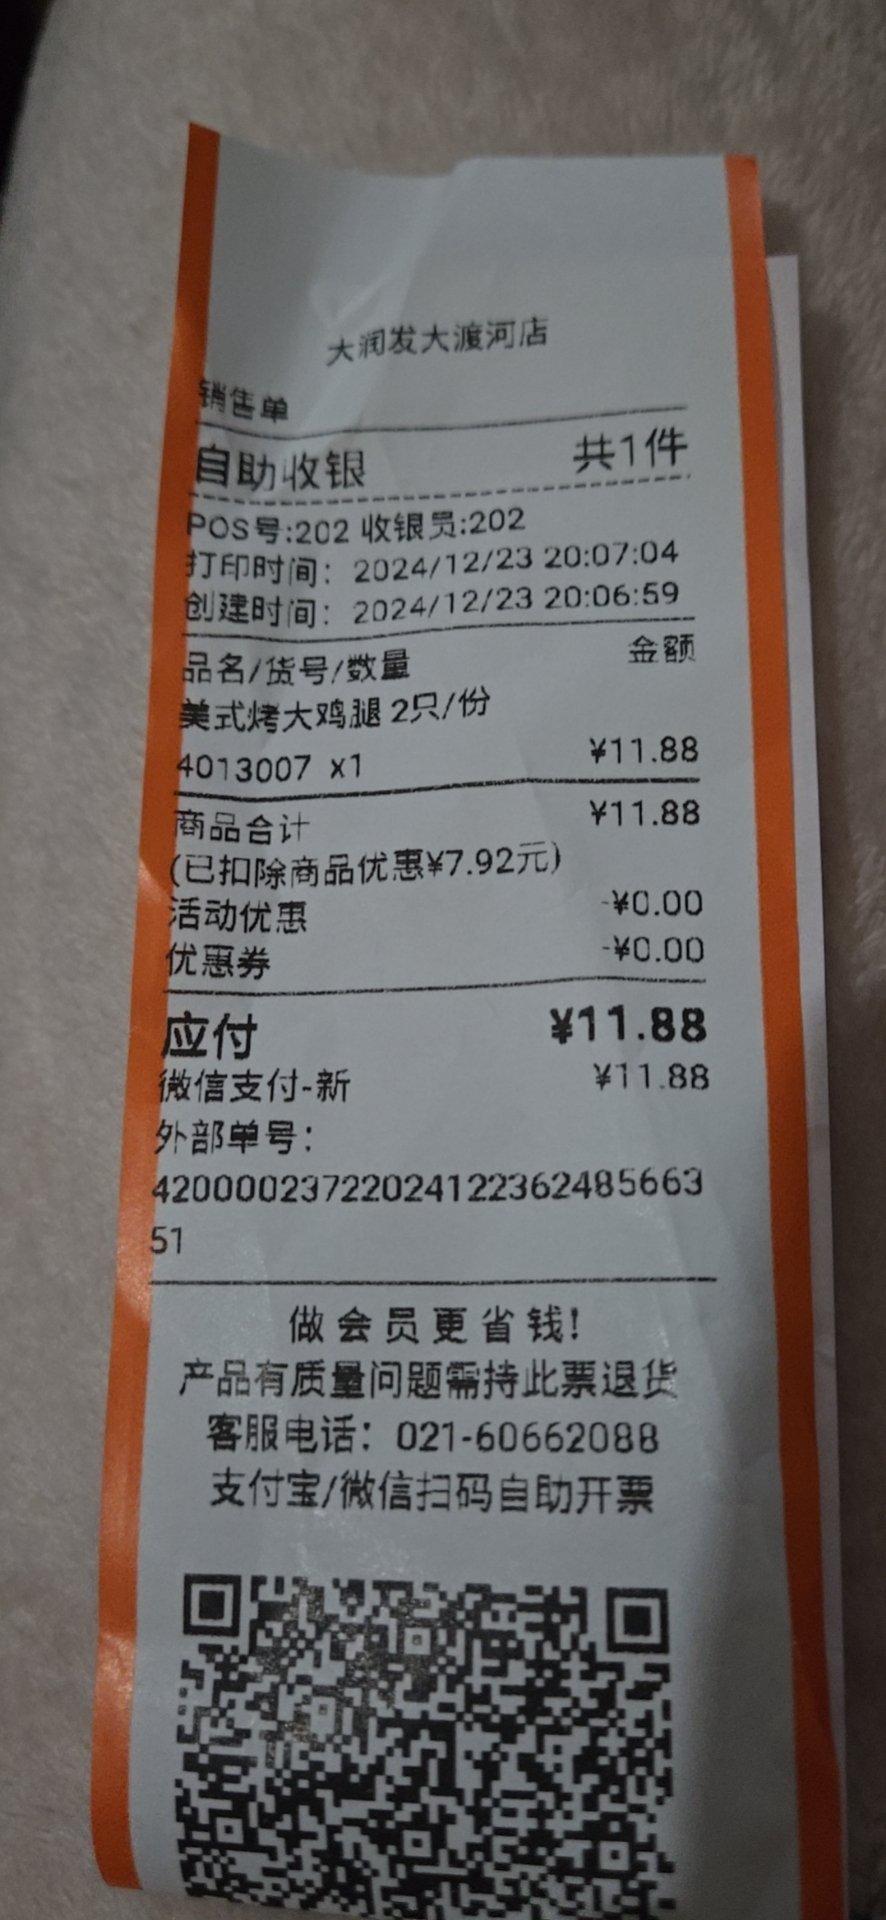 大润发大渡河店
销售单
自助收银 共1件
POS号:202 收银员:202
打印时间: 2024/12/23 20:07:04
创建时间: 2024/12/23 20:06:59
品名/货号/数量 金额
美式烤大鸡腿 2只/份
4013007 x1 ¥11.88
商品合计 ¥11.88
(已扣除商品优惠¥7.92元)
活动优惠 -¥0.00
优惠券 -¥0.00
应付 ¥11.88
微信支付-新 ¥11.88
外部单号:
42000023722024122362485663
51
做会员更省钱!
产品有质量问题需持此票退货
客服电话: 021-60662088
支付宝/微信扫码自助开票